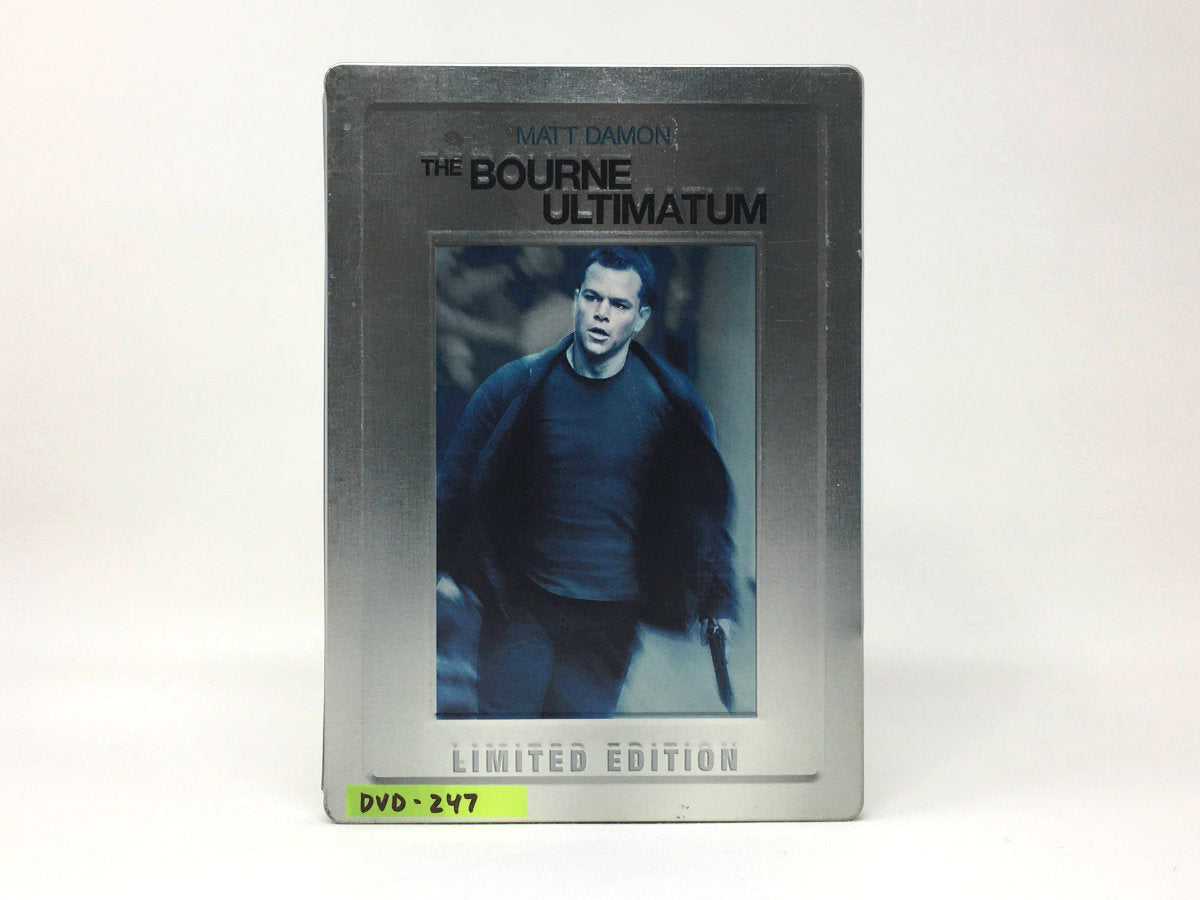 MATT DAMON
THE BOURNE
ULTIMATUM
LIMITED EDITION
DVD - 247